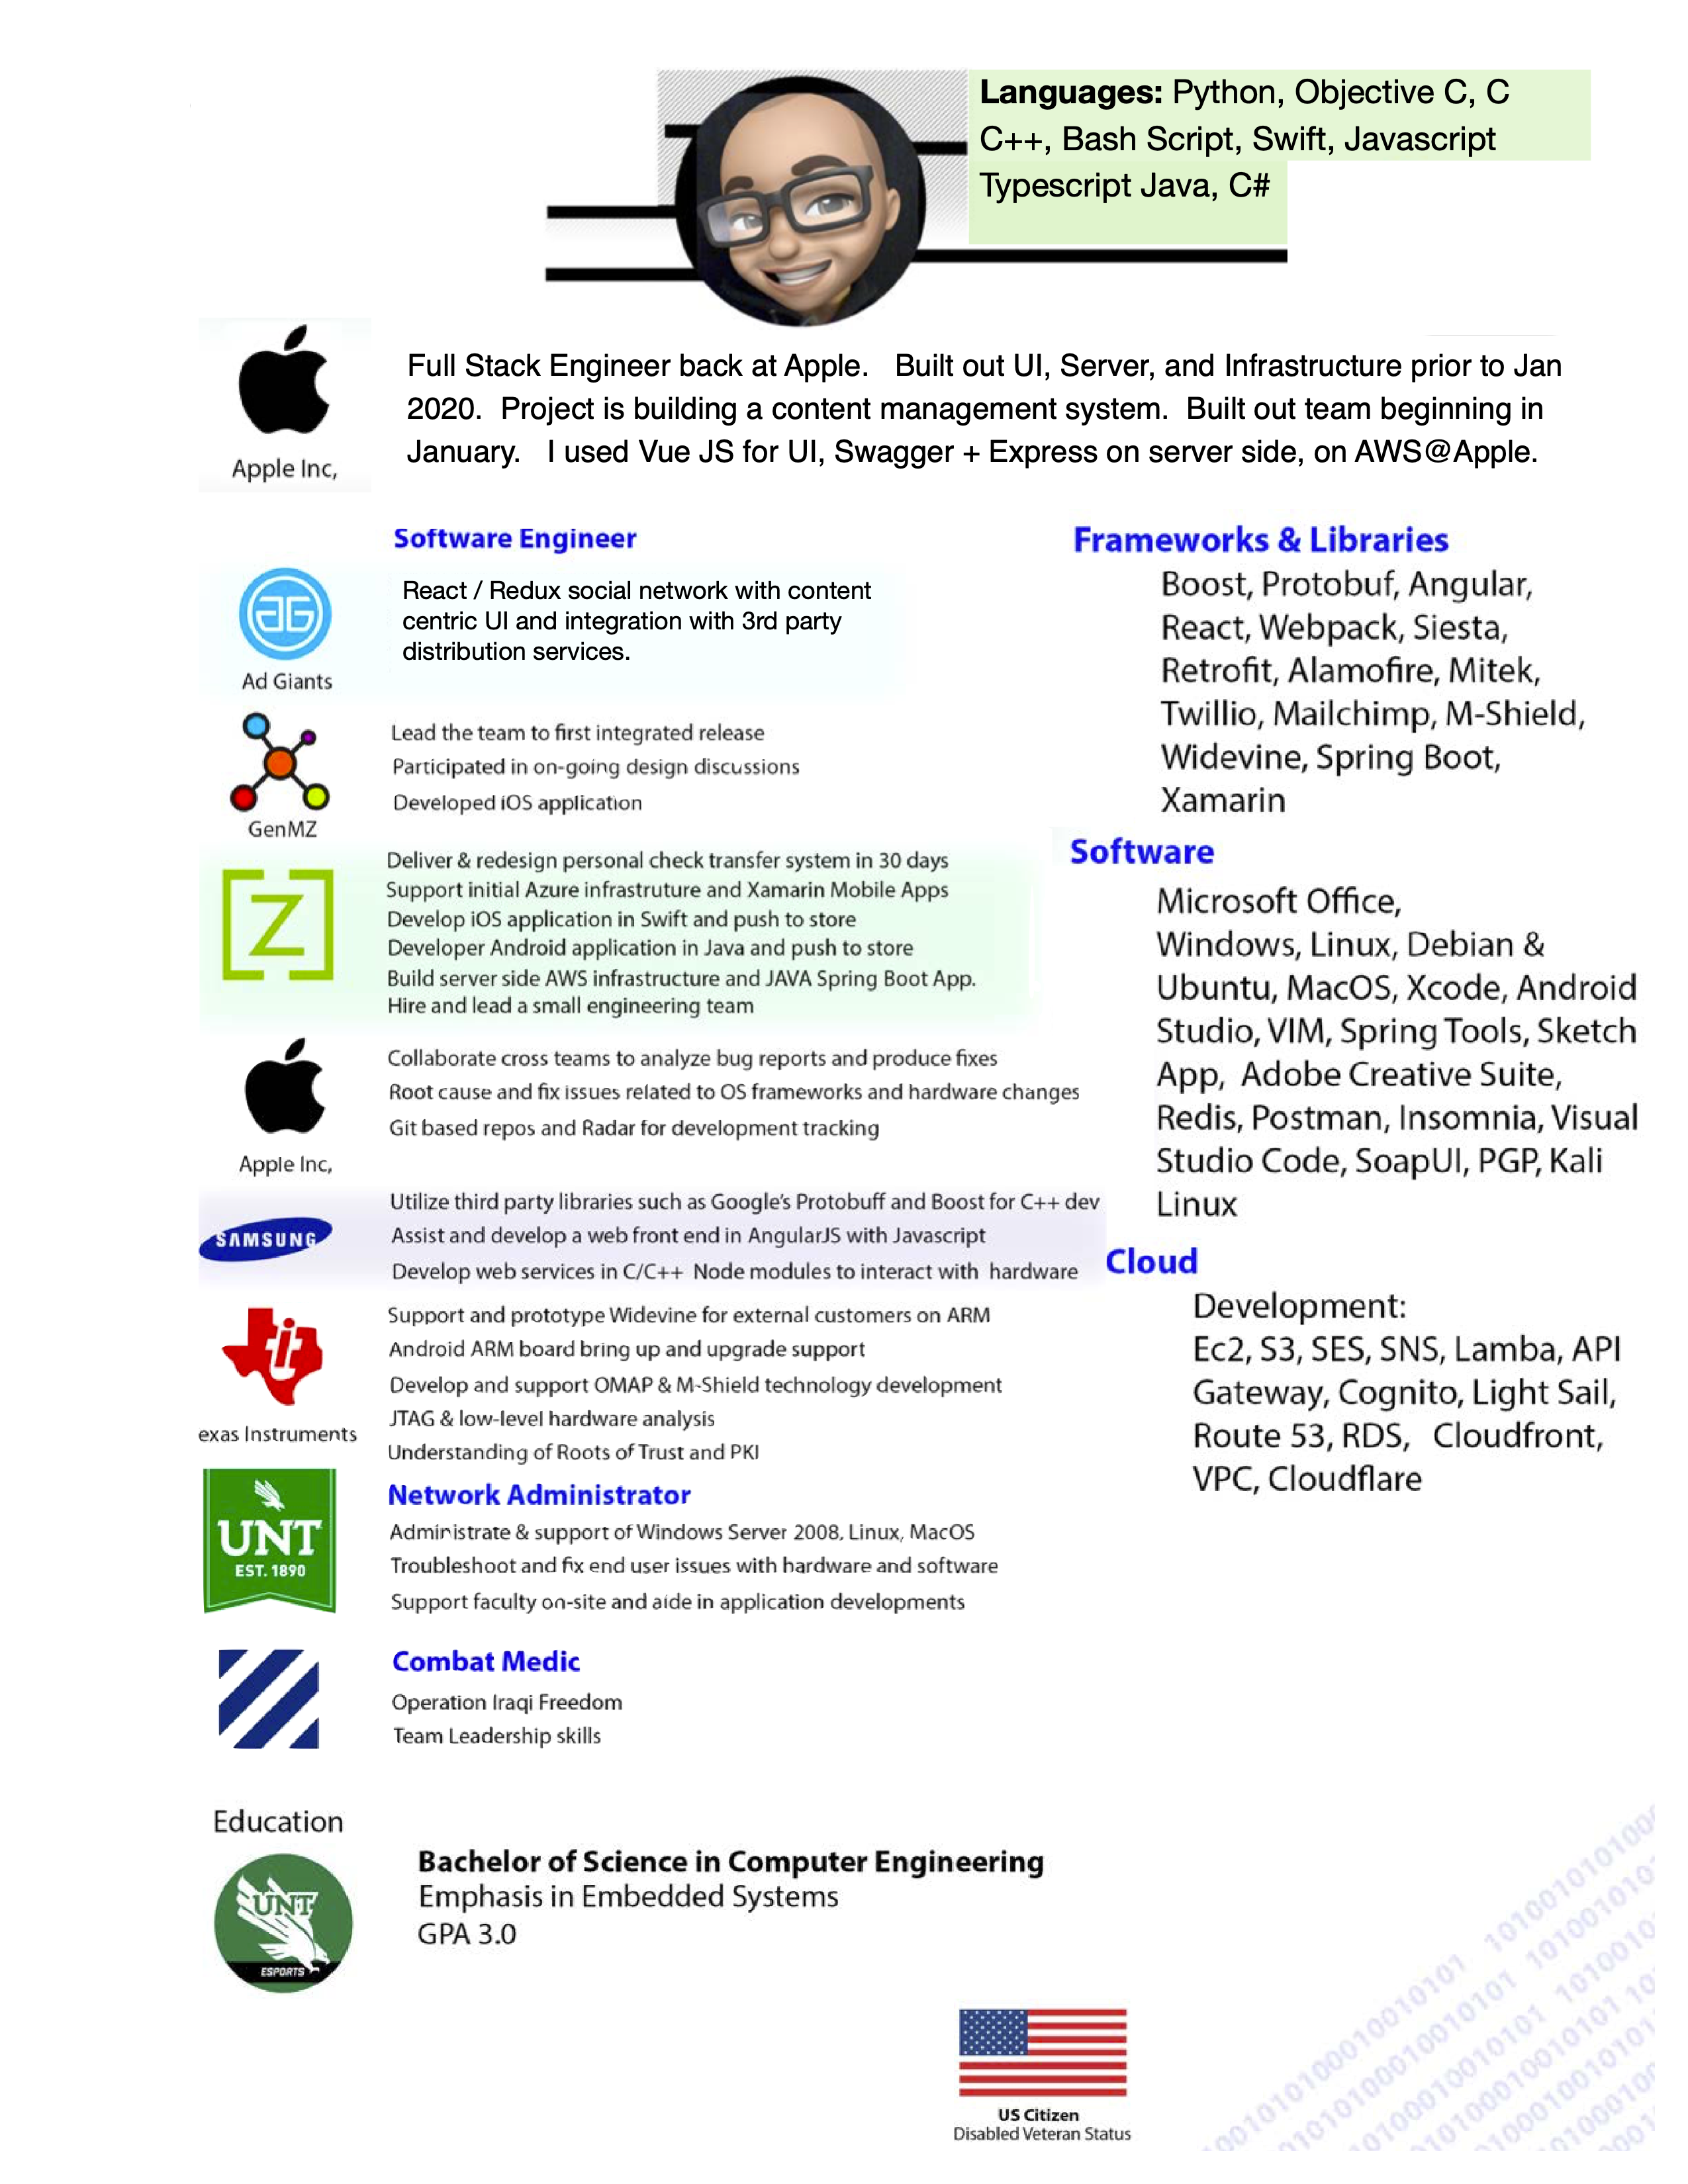 Languages: Python, Objective C, C
C++, Bash Script, Swift, Javascript
Typescript Java, C#
Apple Inc,
Full Stack Engineer back at Apple. Built out UI, Server, and Infrastructure prior to Jan
2020. Project is building a content management system. Built out team beginning in
January. I used Vue JS for UI, Swagger + Express on server side, on AWS@Apple.
Software Engineer
Ad Giants
React / Redux social network with content
centric UI and integration with 3rd party
distribution services.
GenMZ
Lead the team to first integrated release
Participated in on-going design discussions
Developed iOS application
Z
Deliver & redesign personal check transfer system in 30 days
Support initial Azure infrastruture and Xamarin Mobile Apps
Develop iOS application in Swift and push to store
Developer Android application in Java and push to store
Build server side AWS infrastructure and JAVA Spring Boot App.
Hire and lead a small engineering team
Apple Inc,
Collaborate cross teams to analyze bug reports and produce fixes
Root cause and fix issues related to OS frameworks and hardware changes
Git based repos and Radar for development tracking
SAMSUNG
Utilize third party libraries such as Google's Protobuff and Boost for C++ dev
Assist and develop a web front end in AngularJS with Javascript
Develop web services in C/C++ Node modules to interact with hardware
exas Instruments
Support and prototype Widevine for external customers on ARM
Android ARM board bring up and upgrade support
Develop and support OMAP & M-Shield technology development
JTAG & low-level hardware analysis
Understanding of Roots of Trust and PKI
UNT
EST. 1890
Network Administrator
Administrate & support of Windows Server 2008, Linux, MacOS
Troubleshoot and fix end user issues with hardware and software
Support faculty on-site and aide in application developments
Combat Medic
Operation Iraqi Freedom
Team Leadership skills
Frameworks & Libraries
Boost, Protobuf, Angular,
React, Webpack, Siesta,
Retrofit, Alamofire, Mitek,
Twillio, Mailchimp, M-Shield,
Widevine, Spring Boot,
Xamarin
Software
Microsoft Office,
Windows, Linux, Debian &
Ubuntu, MacOS, Xcode, Android
Studio, VIM, Spring Tools, Sketch
App, Adobe Creative Suite,
Redis, Postman, Insomnia, Visual
Studio Code, SoapUI, PGP, Kali
Linux
Cloud
Development:
Ec2, S3, SES, SNS, Lamba, API
Gateway, Cognito, Light Sail,
Route 53, RDS, Cloudfront,
VPC, Cloudflare
Education
UNT
ESPORTS
Bachelor of Science in Computer Engineering
Emphasis in Embedded Systems
GPA 3.0
US Citizen
Disabled Veteran Status